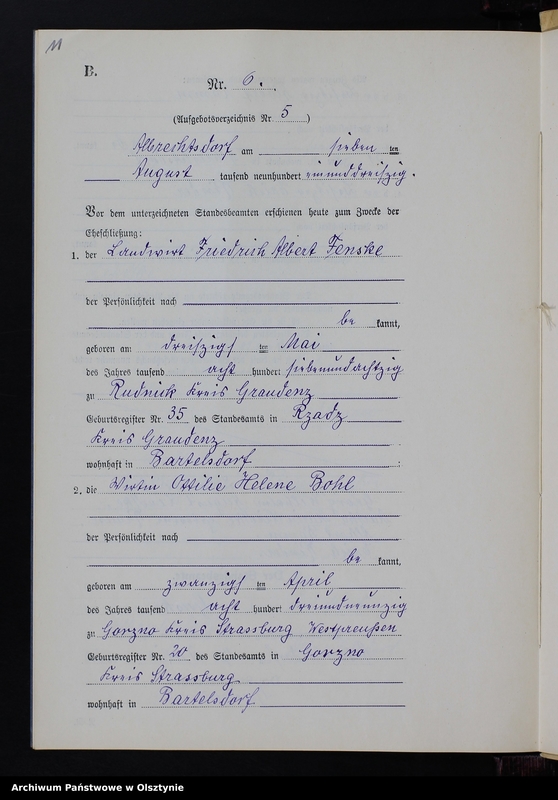 11
B.
Nr. 6.
(Aufgebotsverzeichnis Nr. 5)
Albrechtsdorf am sieben ten
August tausend neunhundert einunddreiszig.
Vor dem unterzeichneten Standesbeamten erschienen heute zum Zwecke der
Eheschließung:
1. der Landwirt Friedrich Albert Fenske
der Persönlichkeit nach
be kannt,
geboren am dreiszigs ten Mai
des Jahres tausend acht hundert siebenundachtzig
zu Rudnik Kreis Graudenz
Geburtsregister Nr. 35 des Standesamts in Rzadz
Kreis Graudenz
wohnhaft in Bartelsdorf :
2. die Wirtin Ottilie Helene Bohl
der Persönlichkeit nach
be kannt,
geboren am zwanzigs ten April
des Jahres tausend acht hundert dreiundneunzig
zu Gorzno Kreis Strassburg Westpreußen
Geburtsregister Nr. 20 des Standesamts in Gorzno
Kreis Strassburg
wohnhaft in Bartelsdorf
Archiwum Państwowe w Olsztynie